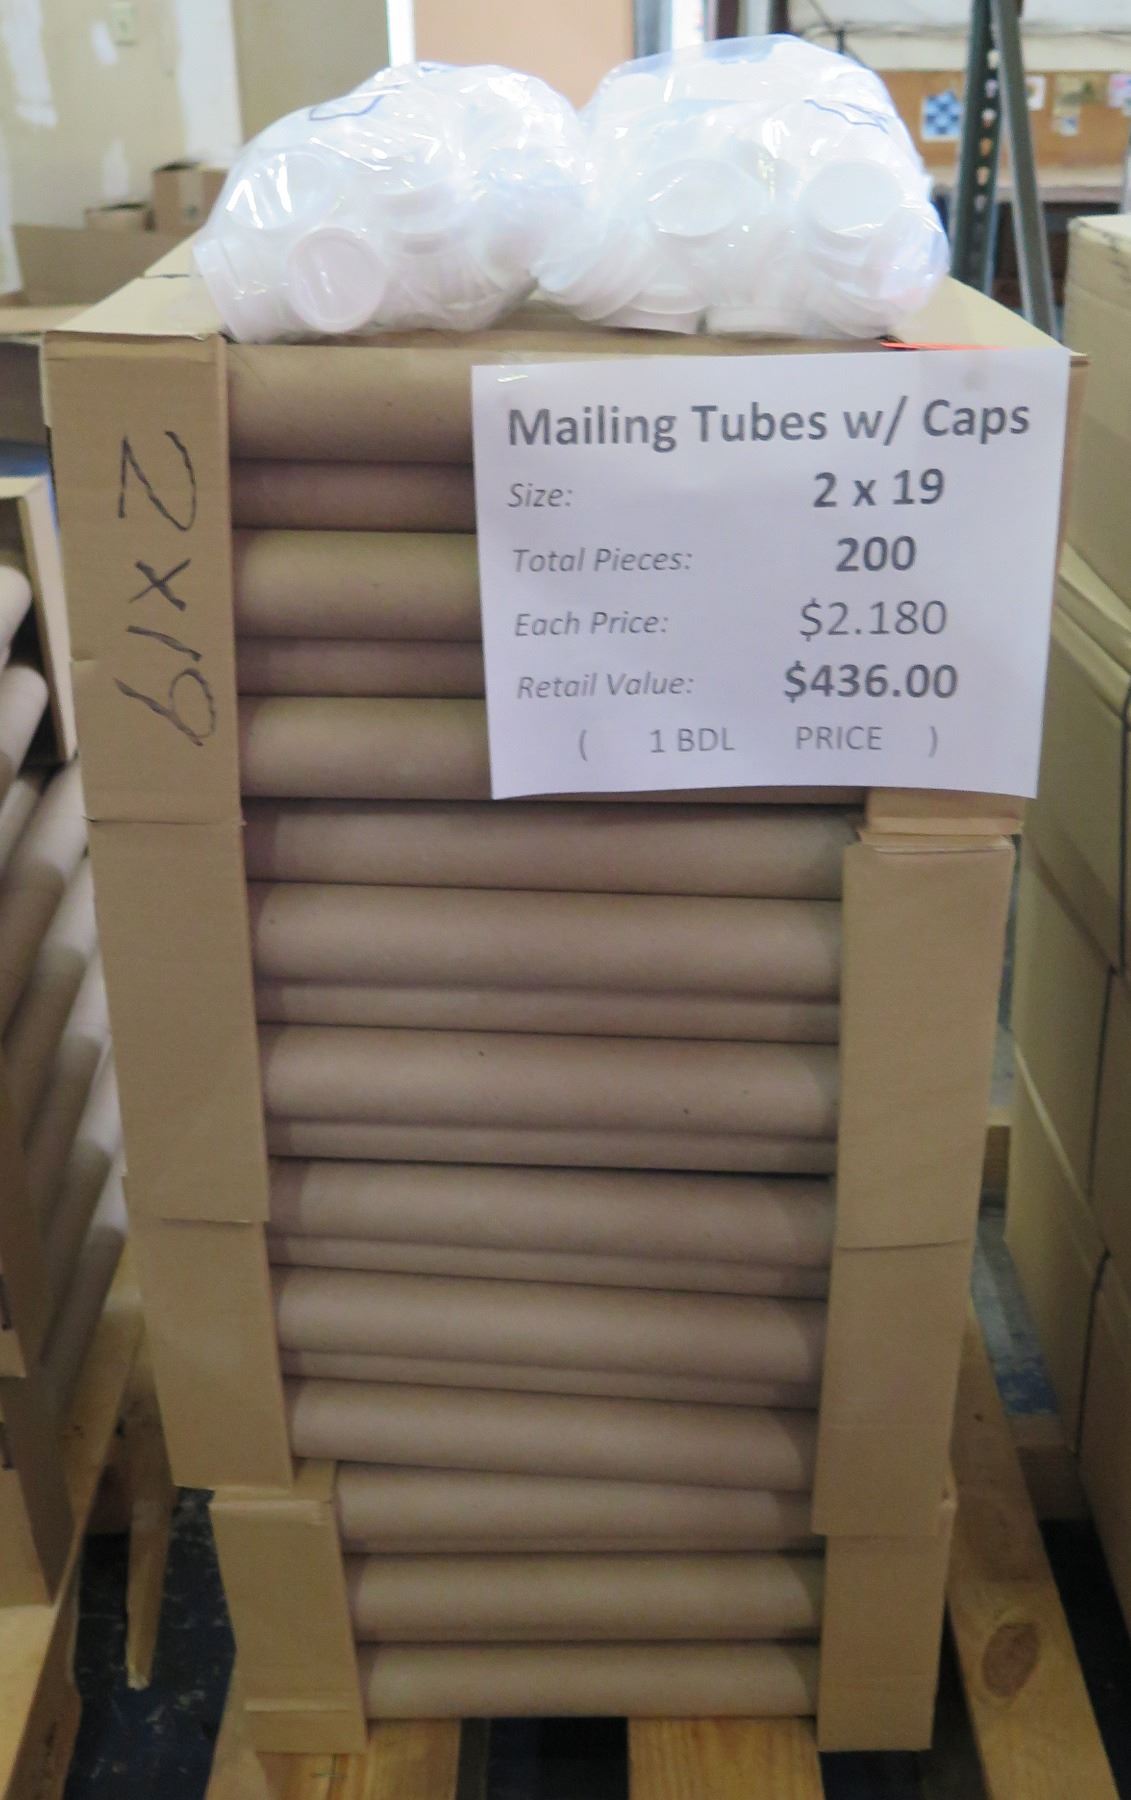 2x19
Mailing Tubes w/ Caps
Size: 2 x 19
Total Pieces: 200
Each Price: $2.180
Retail Value: $436.00
( 1 BDL PRICE )